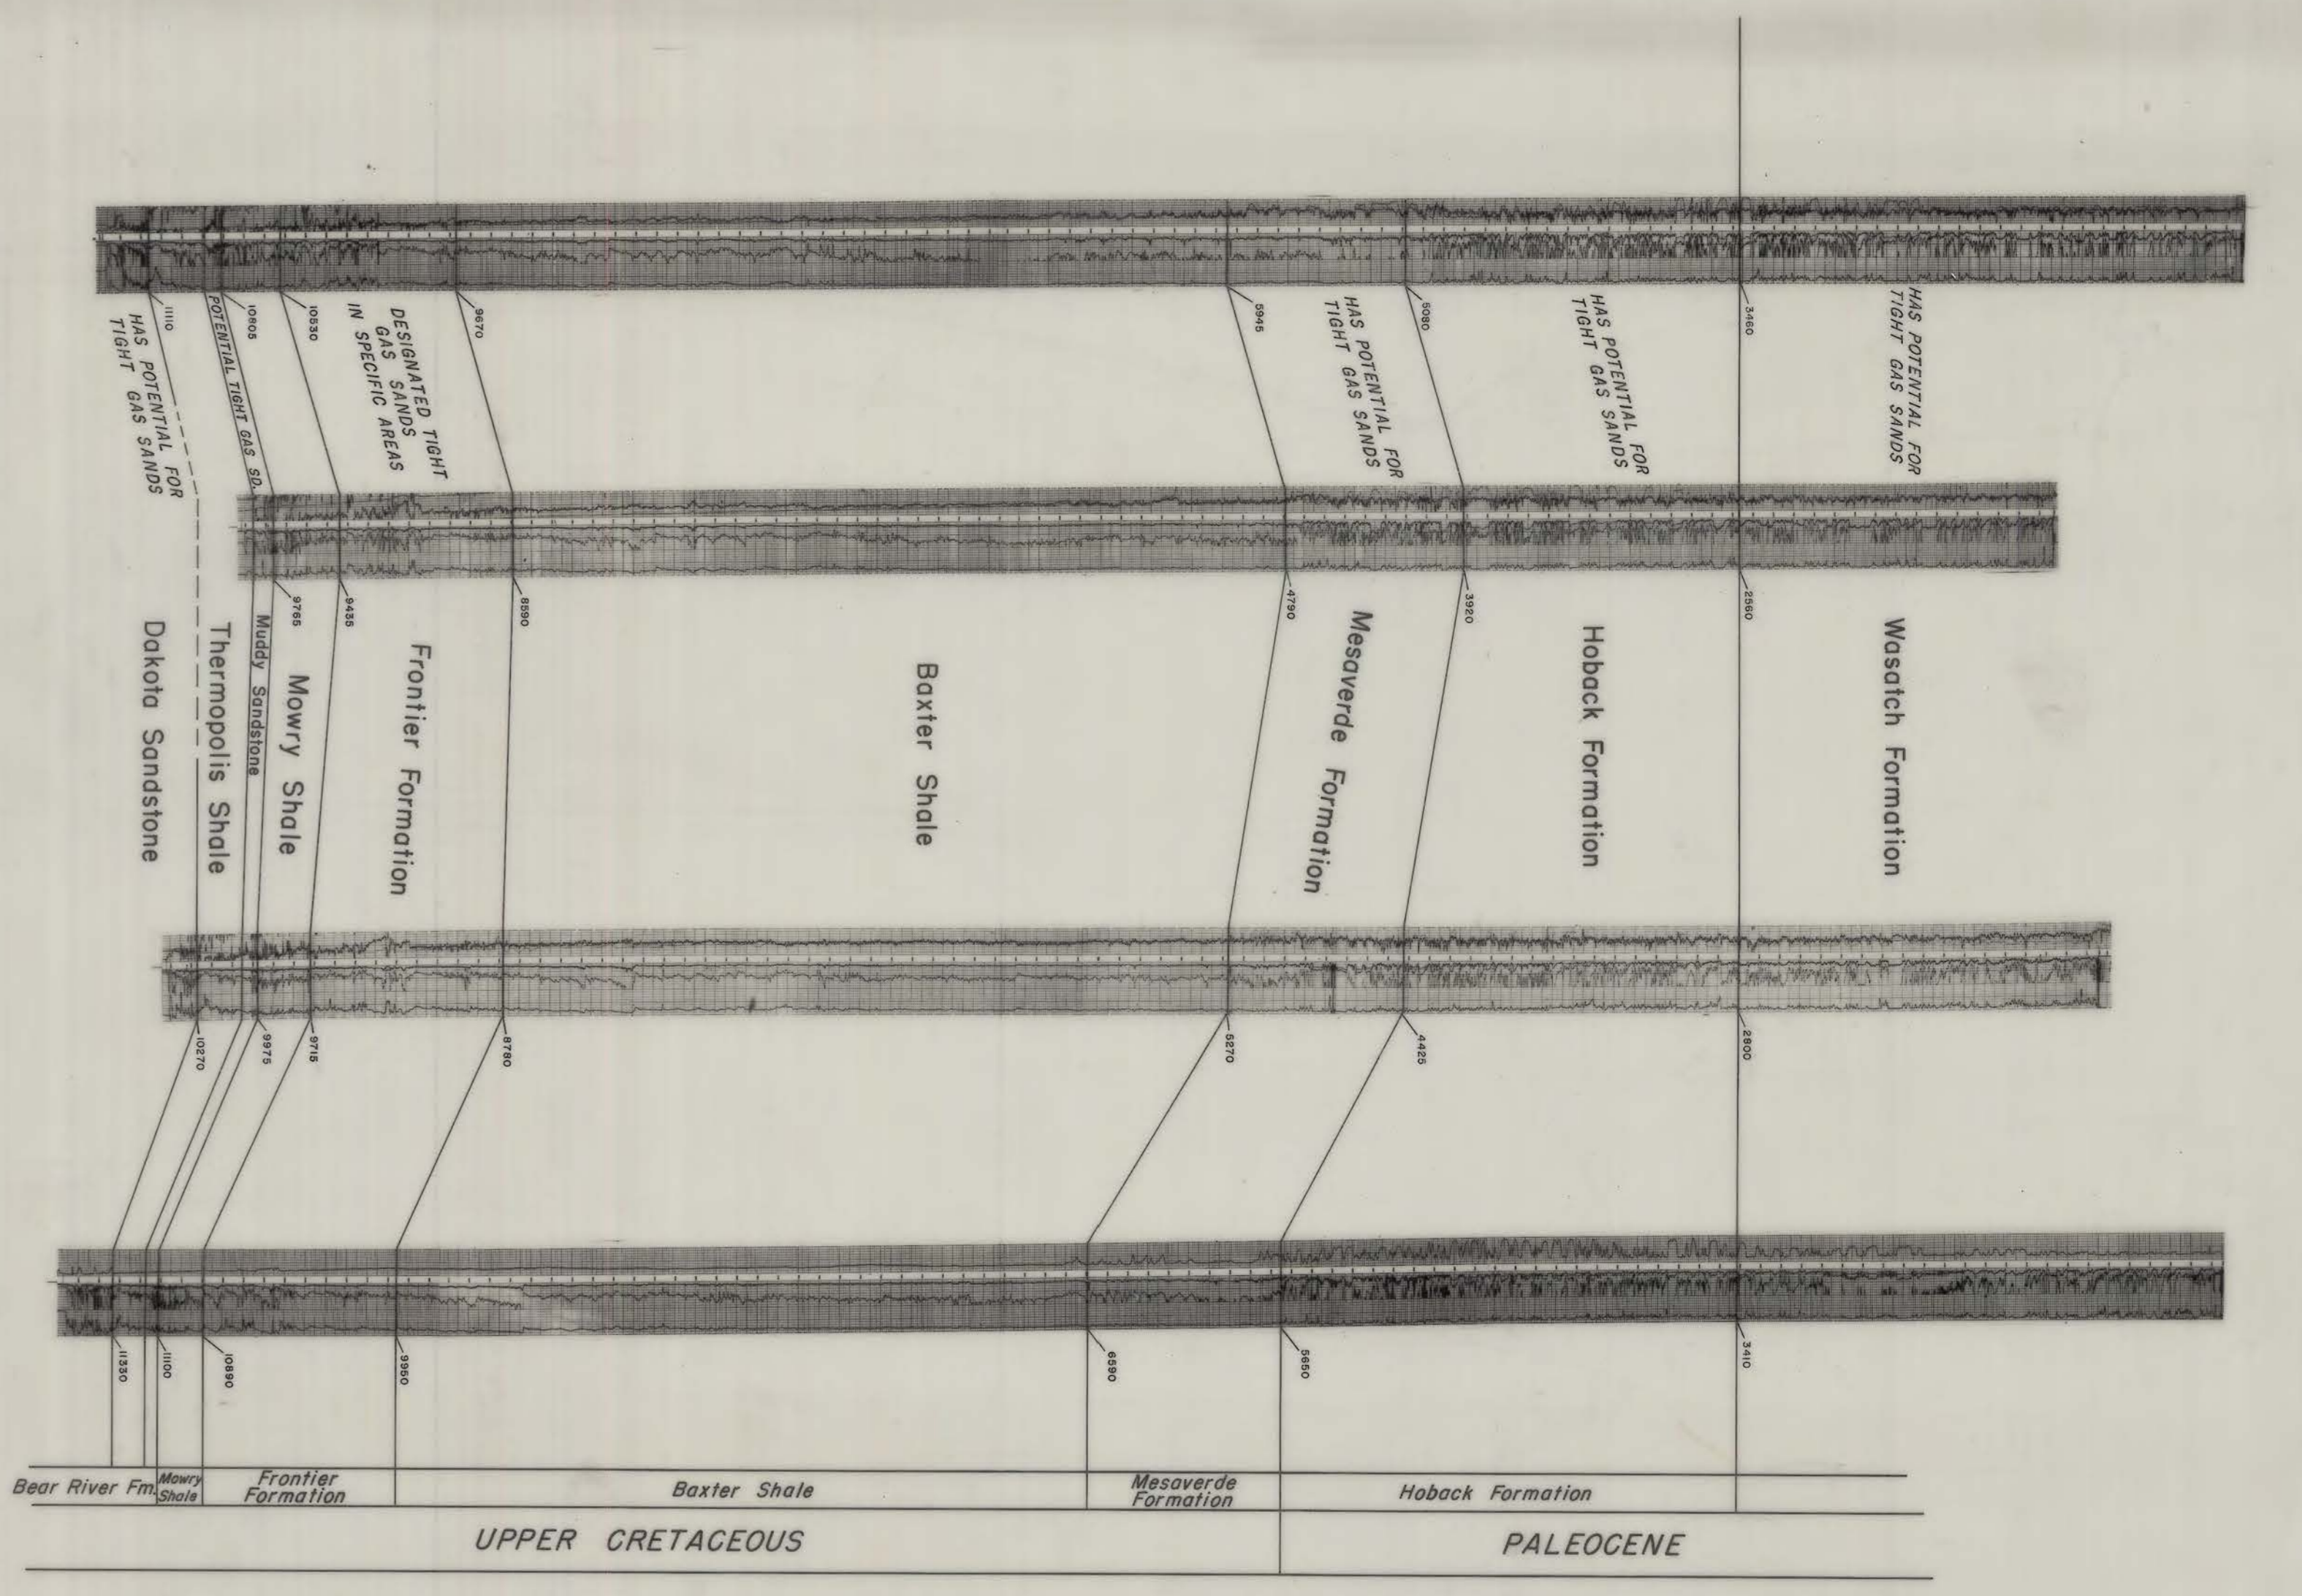 11110
10805
10530
9670
5945
5080
3460
HAS POTENTIAL FOR
TIGHT GAS SANDS
POTENTIAL TIGHT GAS SD.
DESIGNATED TIGHT
GAS SANDS
IN SPECIFIC AREAS
HAS POTENTIAL FOR
TIGHT GAS SANDS
HAS POTENTIAL FOR
TIGHT GAS SANDS
HAS POTENTIAL FOR
TIGHT GAS SANDS
9765
9435
8590
4790
3920
2560
Dakota Sandstone
Thermopolis Shale
Muddy Sandstone
Mowry Shale
Frontier Formation
Baxter Shale
Mesaverde Formation
Hoback Formation
Wasatch Formation
10270
9975
9715
8780
5270
4425
2800
11330
11100
10890
9950
6590
5650
3410
Bear River Fm.
Mowry
Shale
Frontier
Formation
Baxter Shale
Mesaverde
Formation
Hoback Formation
UPPER CRETACEOUS
PALEOCENE